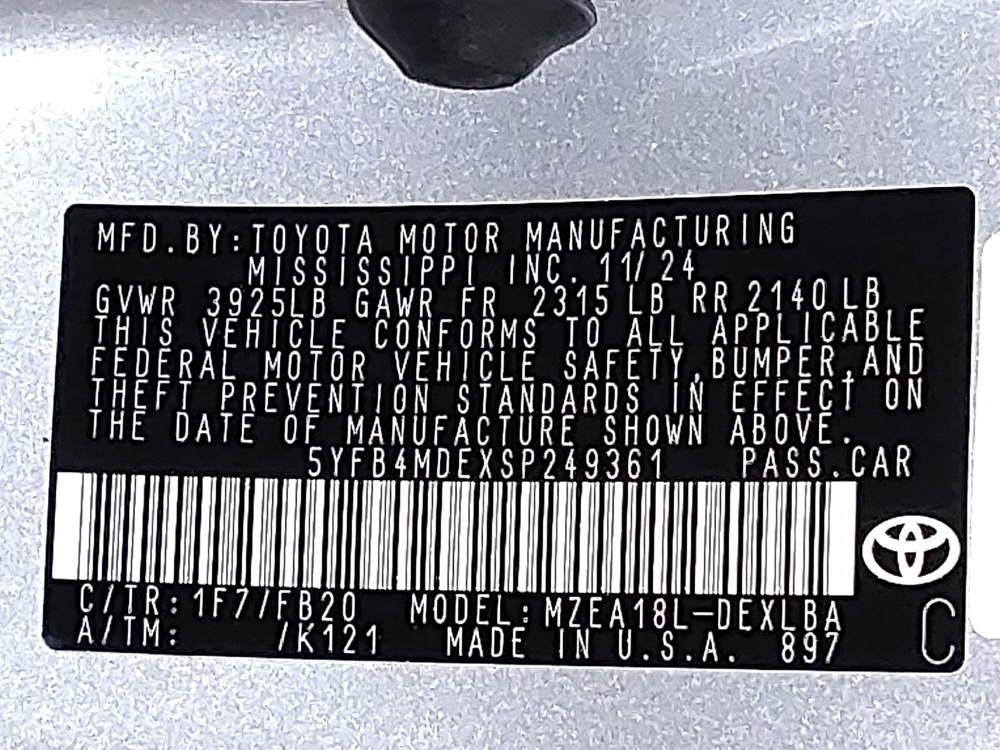 MFD.BY:TOYOTA MOTOR MANUFACTURING
MISSISSIPPI INC. 11/24
GVWR 3925LB GAWR FR 2315 LB RR 2140 LB
THIS VEHICLE CONFORMS TO ALL APPLICABLE
FEDERAL MOTOR VEHICLE SAFETY,BUMPER,AND
THEFT PREVENTION STANDARDS IN EFFECT ON
THE DATE OF MANUFACTURE SHOWN ABOVE.
5YFB4MDEXSP249361 PASS.CAR
C/TR: 1F7/FB20 MODEL: MZEA18L-DEXLBA
A/TM: /K121 MADE IN U.S.A. 897
C